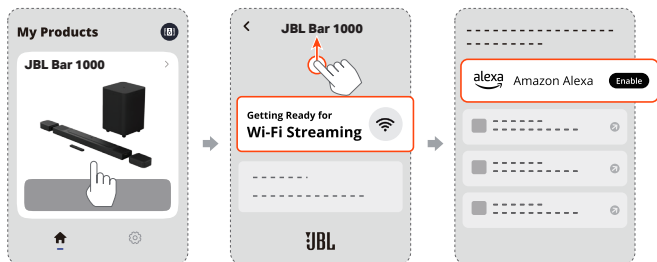 My Products
JBL Bar 1000
JBL Bar 1000
Getting Ready for
Wi-Fi Streaming
JBL
alexa
Amazon Alexa
Enable